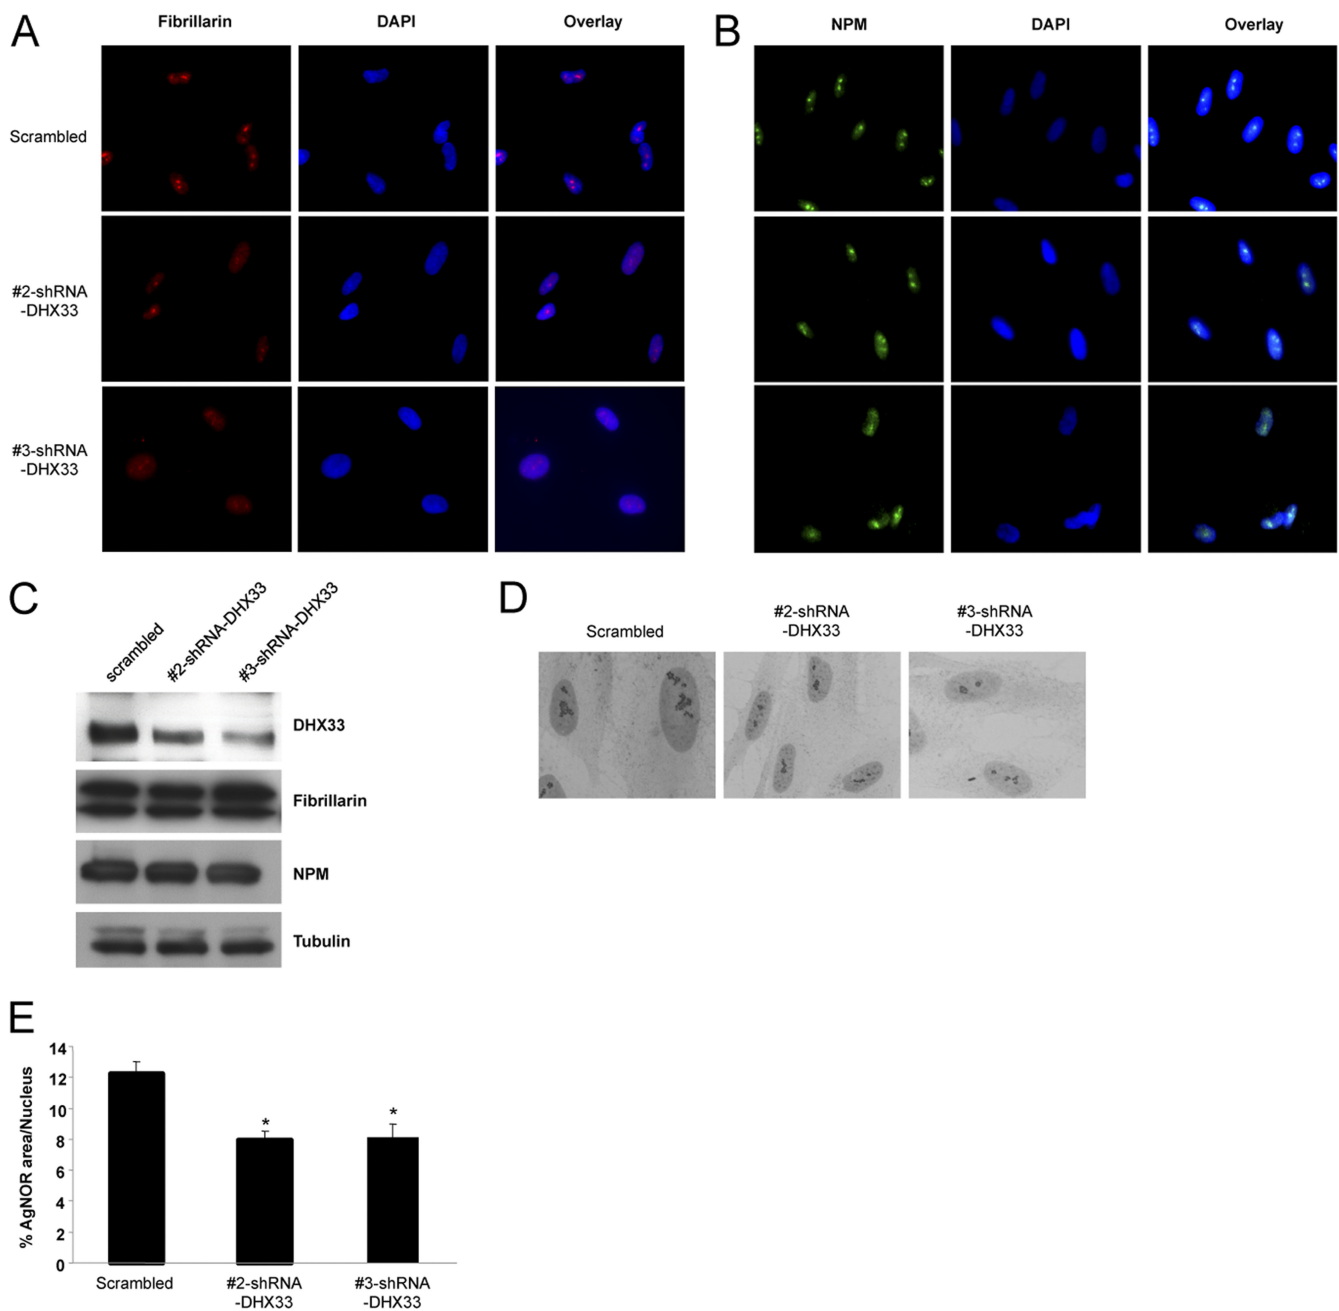 A
Fibrillarin
DAPI
Overlay
Scrambled
#2-shRNA
-DHX33
#3-shRNA
-DHX33
B
NPM
DAPI
Overlay
C
scrambled
#2-shRNA-DHX33
#3-shRNA-DHX33
DHX33
Fibrillarin
NPM
Tubulin
D
Scrambled
#2-shRNA
-DHX33
#3-shRNA
-DHX33
E
% AgNOR area/Nucleus
14
12
10
8
6
4
2
0
*
*
Scrambled
#2-shRNA
-DHX33
#3-shRNA
-DHX33